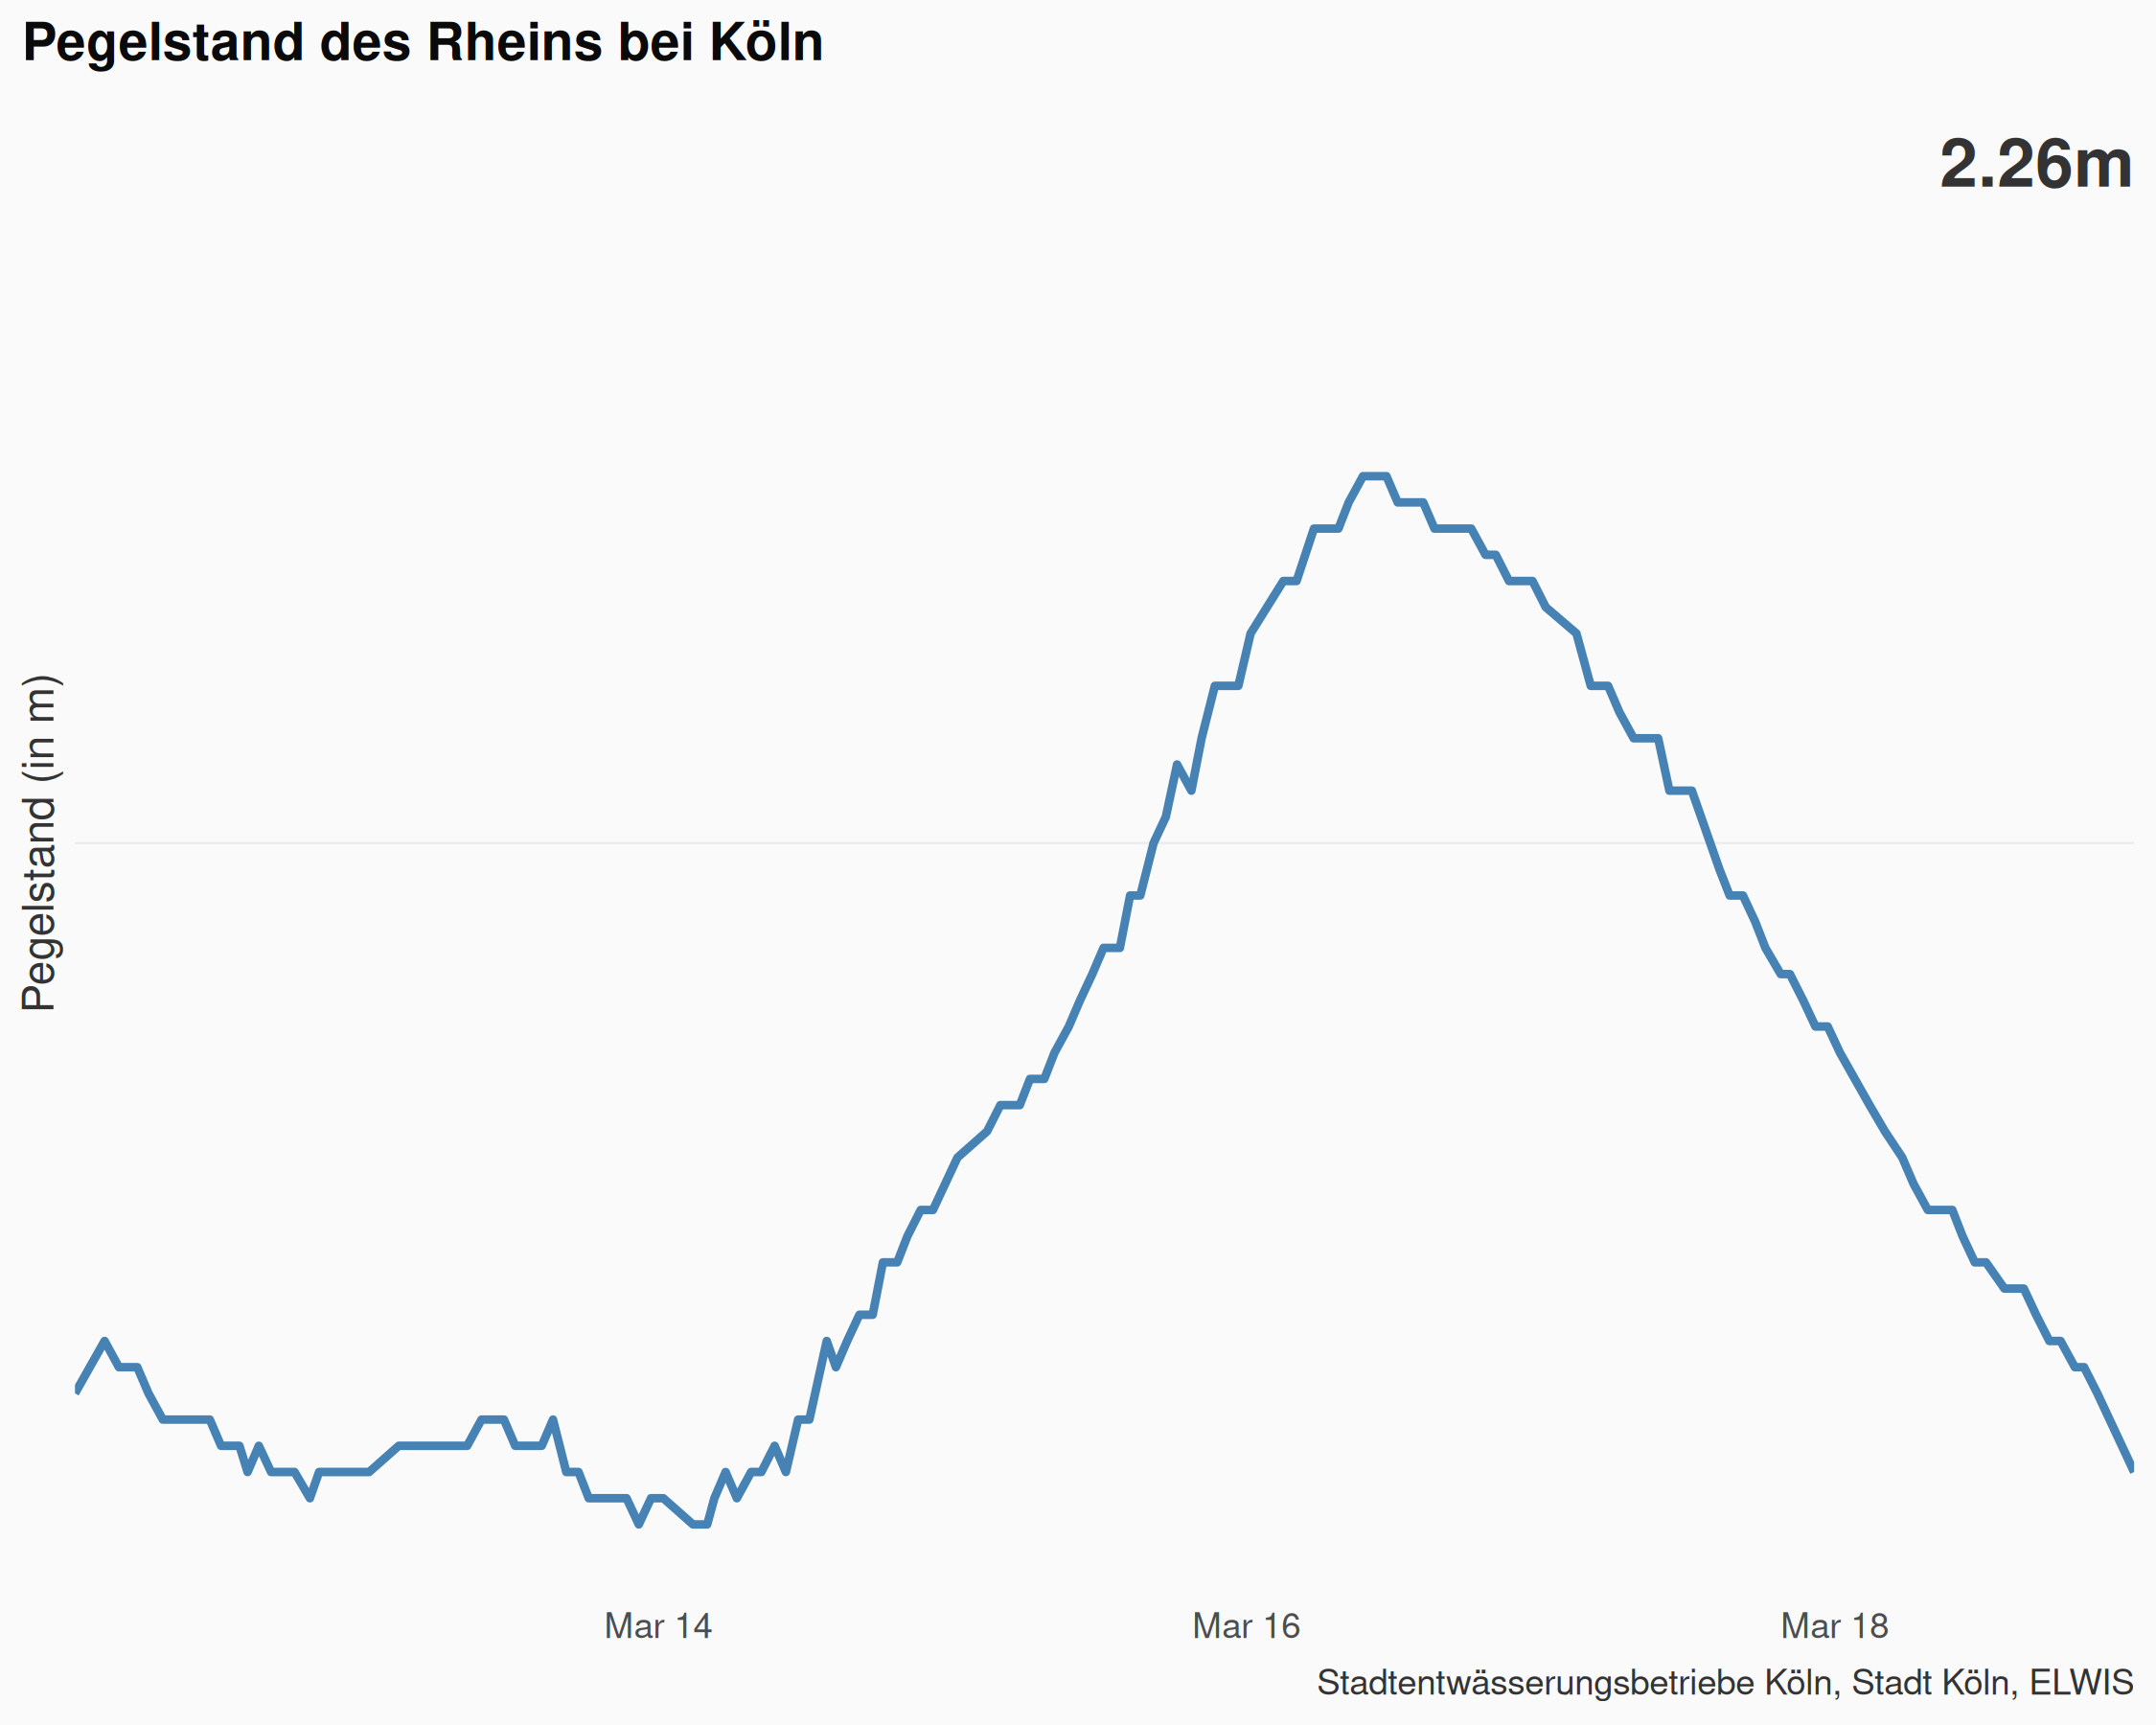 Pegelstand des Rheins bei Köln
2.26m
Pegelstand (in m)
Mar 14
Mar 16
Mar 18
Stadtentwässerungsbetriebe Köln, Stadt Köln, ELWIS